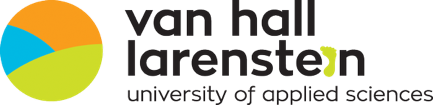 van hall
larenstein
university of applied sciences